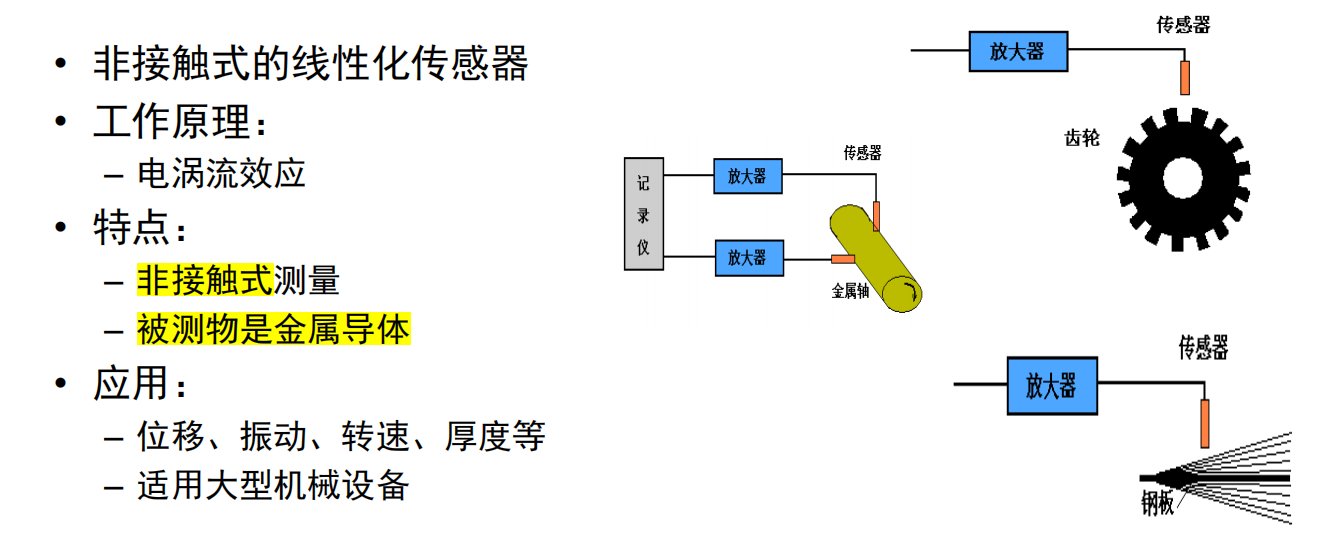 • 非接触式的线性化传感器
• 工作原理：
– 电涡流效应
• 特点：
– 非接触式测量
– 被测物是金属导体
• 应用：
– 位移、振动、转速、厚度等
– 适用大型机械设备
传感器
放大器
齿轮
传感器
放大器
记
录
仪
放大器
金属轴
传感器
放大器
钢板